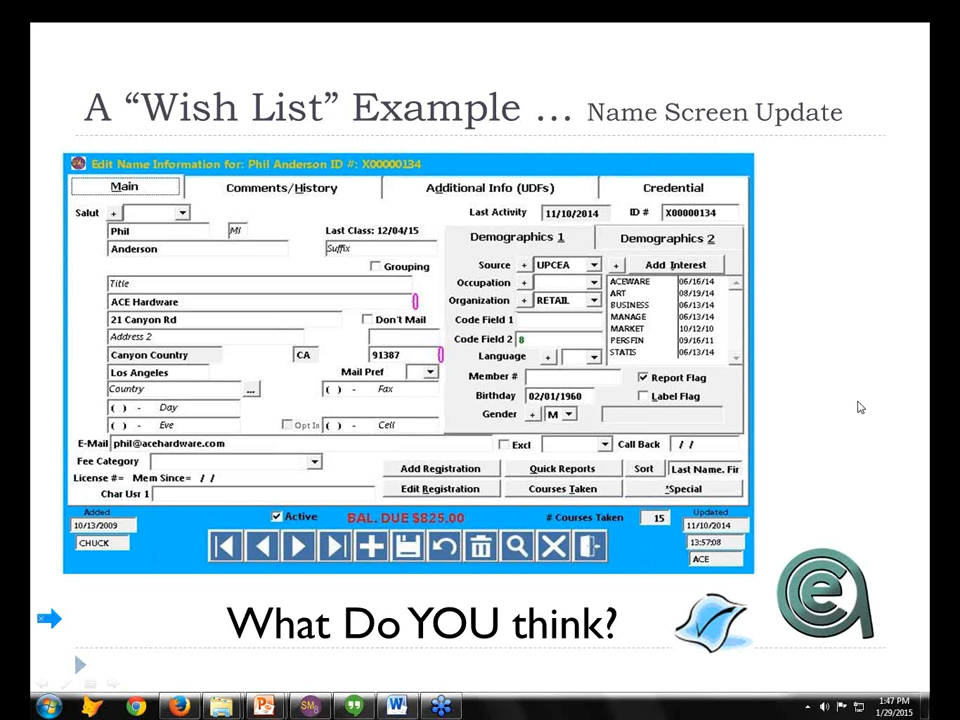 A “Wish List” Example … Name Screen Update
Edit Name Information for: Phil Anderson ID #: X00000134
Main Comments/History Additional Info (UDFs) Credential
Salut + Last Activity 11/10/2014 ID # X00000134
Phil MI Last Class: 12/04/15 Demographics 1 Demographics 2
Anderson Suffix
Grouping Source + UPCEA + Add Interest
Title Occupation + ACEWARE 06/16/14
ACE Hardware Organization + RETAIL ART 08/19/14
21 Canyon Rd Don't Mail Code Field 1 BUSINESS 06/13/14
Address 2 Code Field 2 8 MANAGE 06/13/14
Canyon Country CA 91387 Language + MARKET 10/12/10
PERSFIN 09/16/11
STATIS 06/13/14
Los Angeles Mail Pref Member # Report Flag
Country ... ( ) - Fax Birthday 02/01/1960 Label Flag
( ) - Day Gender + M
( ) - Eve Opt In ( ) - Cell
E-Mail phil@acehardware.com Excl Call Back / /
Fee Category Add Registration Quick Reports Sort Last Name. Fir
License #= Mem Since= / /
Char Usr 1 Edit Registration Courses Taken *Special
Added Active BAL. DUE $825.00 # Courses Taken 15 Updated
10/13/2009 11/10/2014
CHUCK 13:57:08
ACE
What Do YOU think?
cea
1:47 PM
1/29/2015